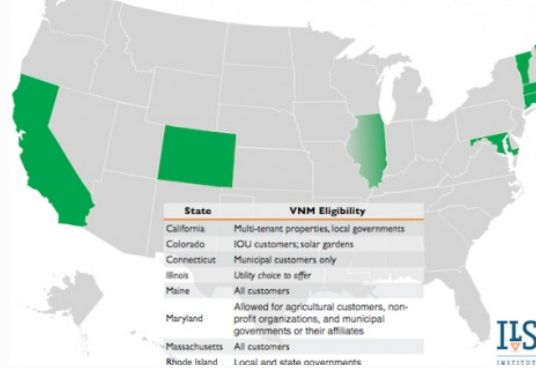 State VNM Eligibility
California Multi-tenant properties, local governments
Colorado IOU customers; solar gardens
Connecticut Municipal customers only
Illinois Utility choice to offer
Maine All customers
Maryland Allowed for agricultural customers, non-
profit organizations, and municipal
governments or their affiliates
Massachusetts All customers
Rhode Island Local and state governments
ILS
INSTITUT